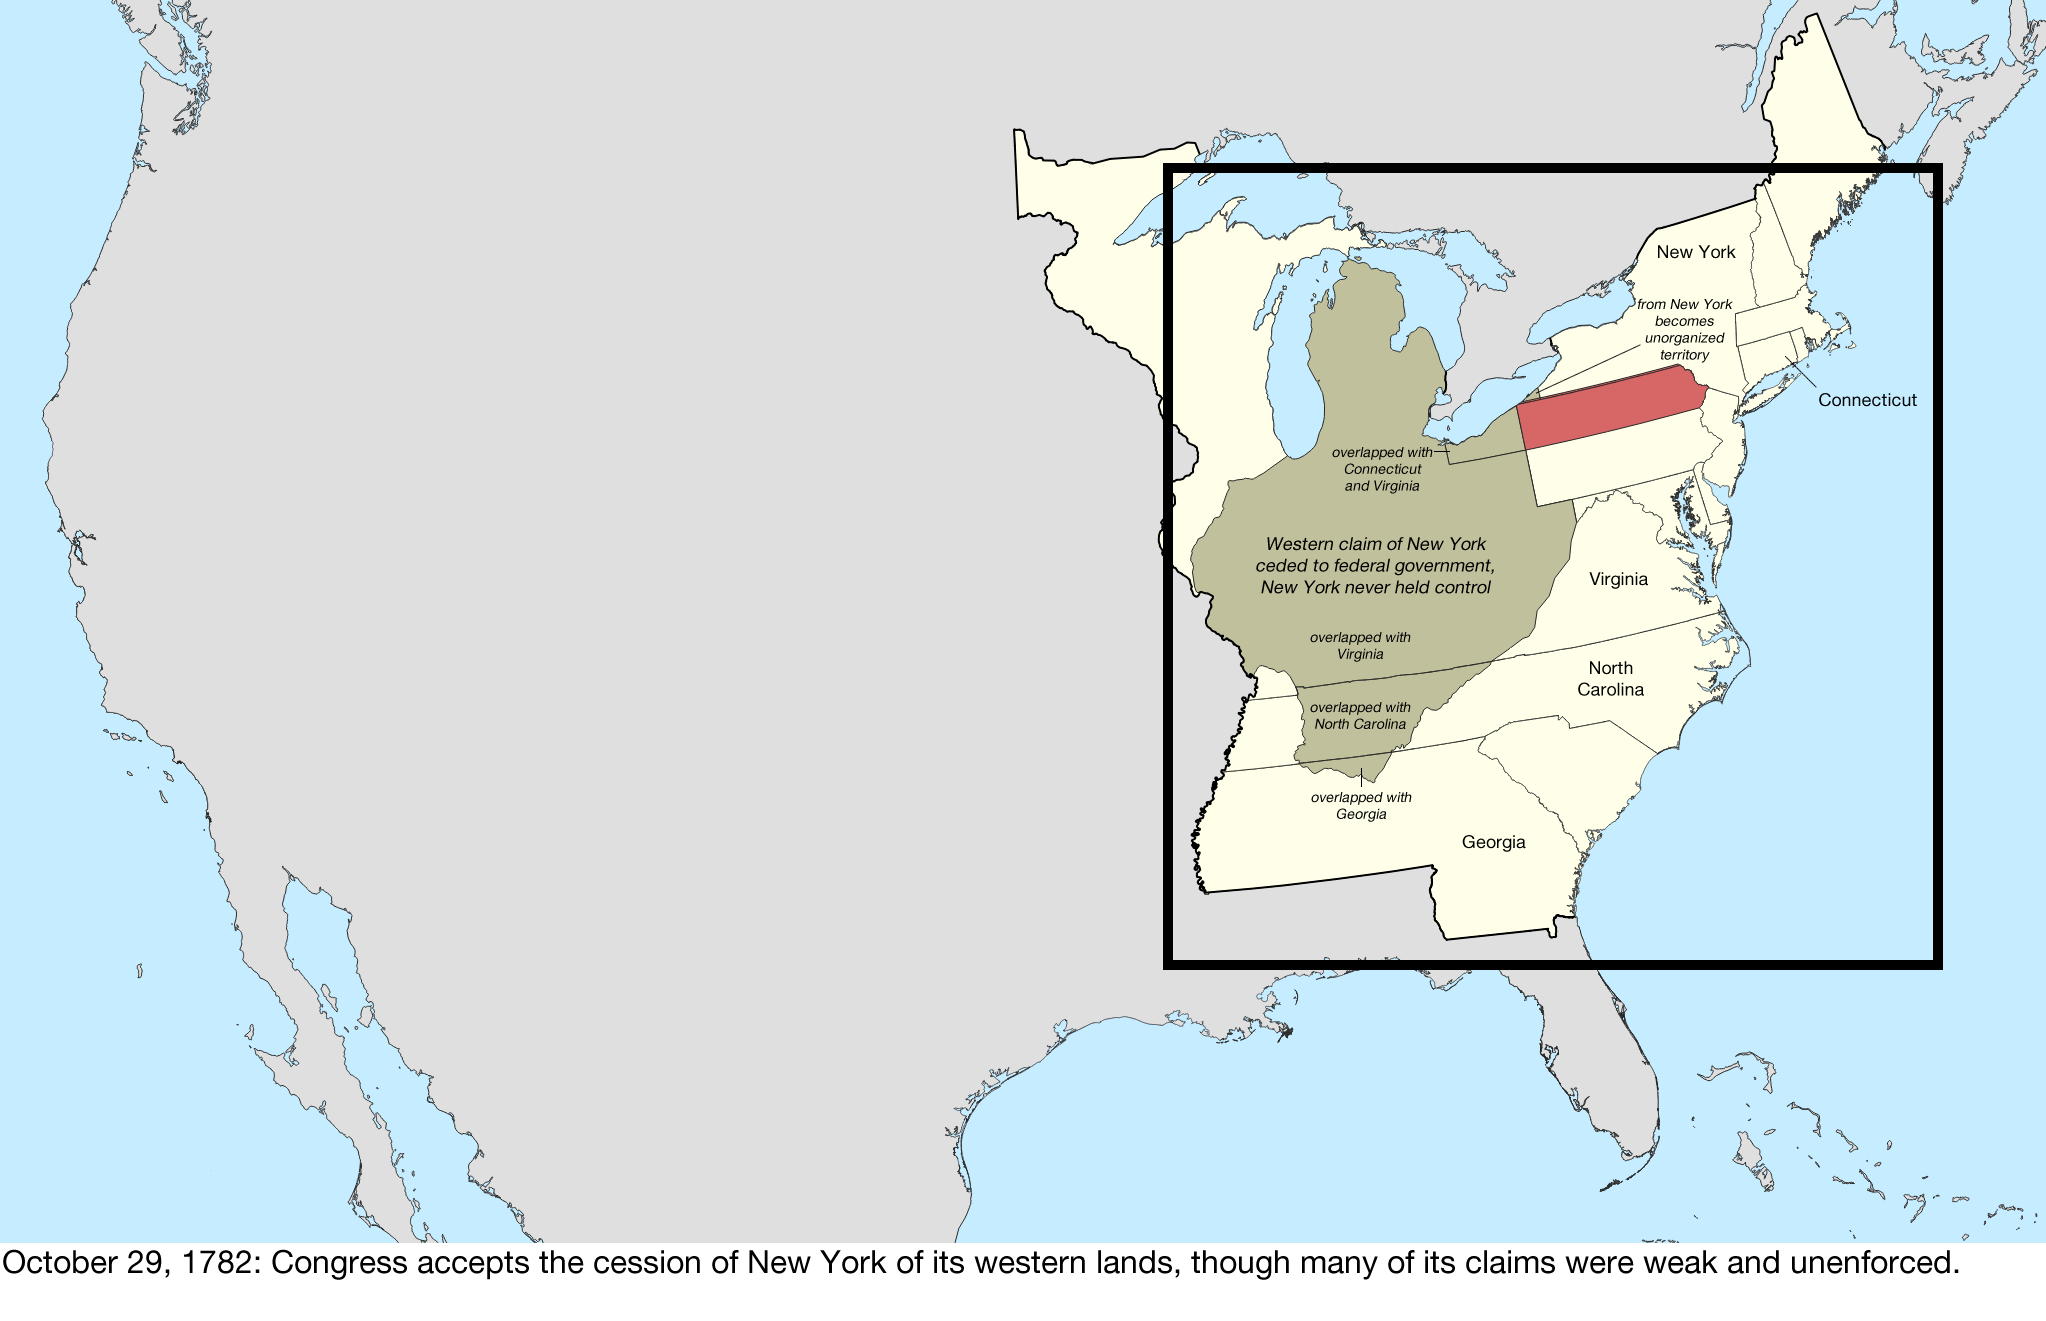 New York
from New York
becomes
unorganized
territory
Connecticut
overlapped with
Connecticut
and Virginia
Western claim of New York
ceded to federal government,
New York never held control
Virginia
overlapped with
Virginia
North
Carolina
overlapped with
North Carolina
overlapped with
Georgia
Georgia
October 29, 1782: Congress accepts the cession of New York of its western lands, though many of its claims were weak and unenforced.